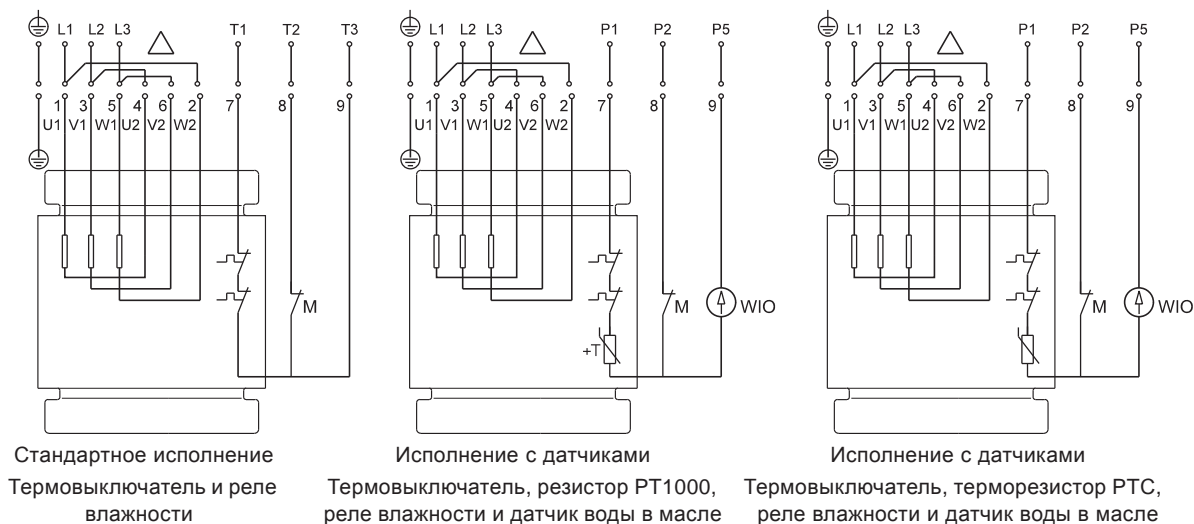 L1 L2 L3 T1 T2 T3
1 3 5 4 6 2 7 8 9
U1 V1 W1 U2 V2 W2
M
Стандартное исполнение
Термовыключатель и реле
влажности
L1 L2 L3 P1 P2 P5
1 3 5 4 6 2 7 8 9
U1 V1 W1 U2 V2 W2
M WIO
+T
Исполнение с датчиками
Термовыключатель, резистор PT1000,
реле влажности и датчик воды в масле
L1 L2 L3 P1 P2 P5
1 3 5 4 6 2 7 8 9
U1 V1 W1 U2 V2 W2
M WIO
Исполнение с датчиками
Термовыключатель, терморезистор PTC,
реле влажности и датчик воды в масле